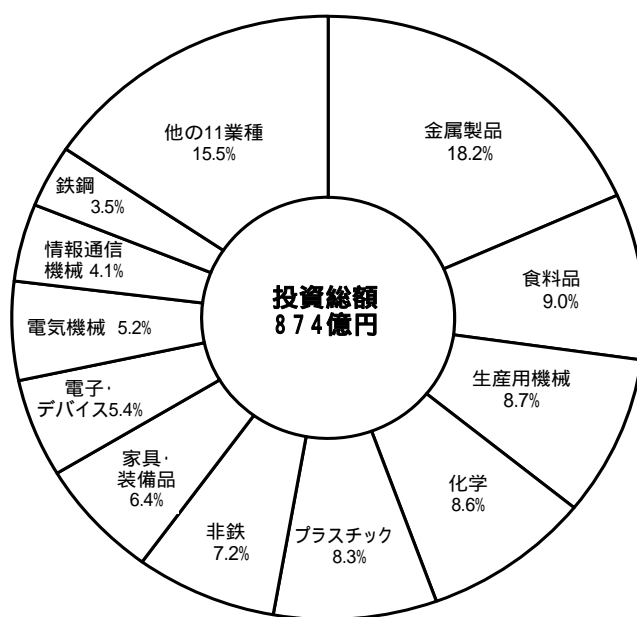 投資総額
874億円
金属製品
18.2%
食料品
9.0%
生産用機械
8.7%
化学
8.6%
プラスチック
8.3%
非鉄
7.2%
家具・
装備品
6.4%
電子・
デバイス5.4%
電気機械 5.2%
情報通信
機械 4.1%
鉄鋼
3.5%
他の11業種
15.5%